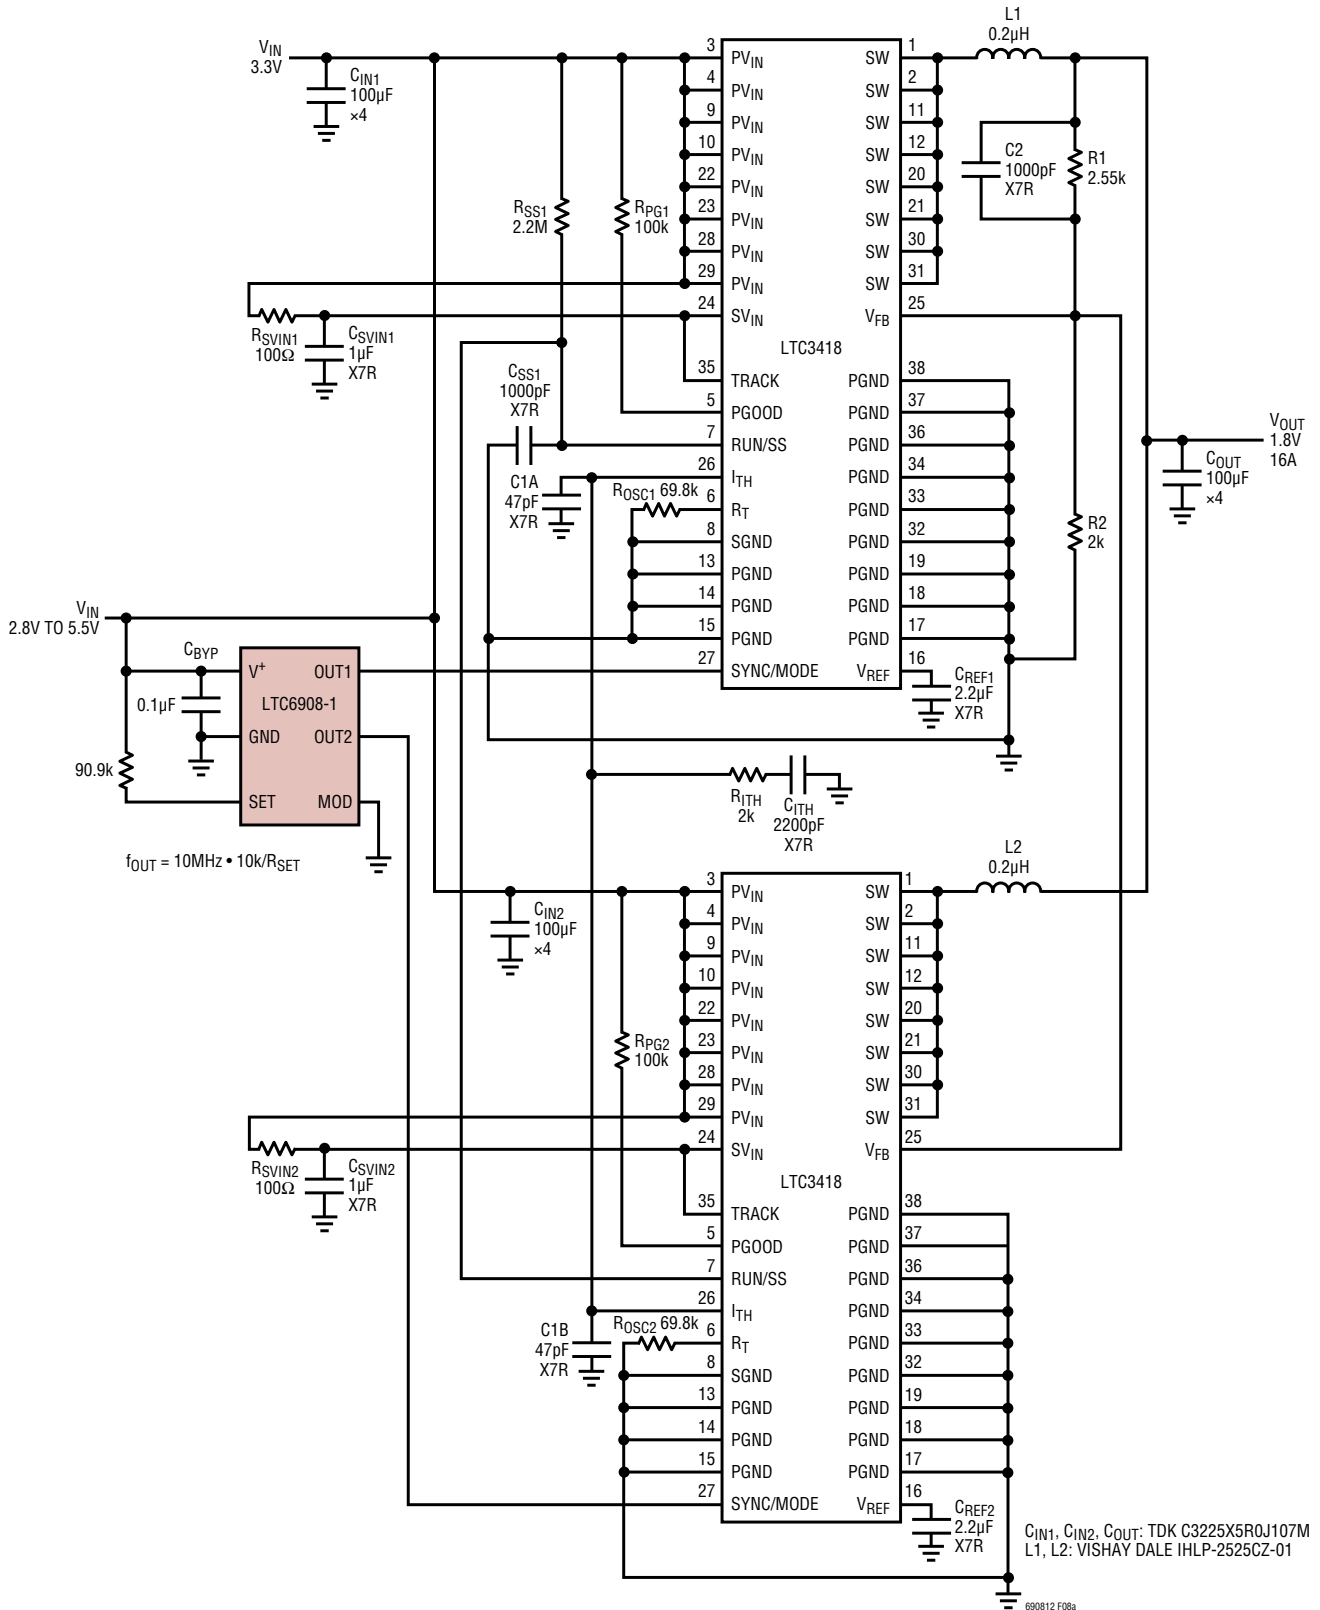 L1
0.2µH
VIN
3.3V
CIN1
100µF
×4
RSS1
2.2M
RPG1
100k
3
4
9
10
22
23
28
29
24
35
5
7
26
6
8
13
14
15
27
PVIN
PVIN
PVIN
PVIN
PVIN
PVIN
PVIN
PVIN
SVIN
TRACK
PGOOD
RUN/SS
ITH
RT
SGND
PGND
PGND
PGND
SYNC/MODE
LTC3418
SW
SW
SW
SW
SW
SW
SW
SW
VFB
PGND
PGND
PGND
PGND
PGND
PGND
PGND
PGND
PGND
VREF
1
2
11
12
20
21
30
31
25
38
37
36
34
33
32
19
18
17
16
C2
1000pF
X7R
R1
2.55k
RSVIN1
100Ω
CSVIN1
1µF
X7R
CSS1
1000pF
X7R
C1A
47pF
X7R
ROSC1 69.8k
VOUT
1.8V
16A
COUT
100µF
×4
R2
2k
CREF1
2.2µF
X7R
VIN
2.8V TO 5.5V
CBYP
0.1µF
90.9k
V+
GND
SET
LTC6908-1
OUT1
OUT2
MOD
fOUT = 10MHz • 10k/RSET
RITH
2k
CITH
2200pF
X7R
L2
0.2µH
CIN2
100µF
×4
RPG2
100k
3
4
9
10
22
23
28
29
24
35
5
7
26
6
8
13
14
15
27
PVIN
PVIN
PVIN
PVIN
PVIN
PVIN
PVIN
PVIN
SVIN
TRACK
PGOOD
RUN/SS
ITH
RT
SGND
PGND
PGND
PGND
SYNC/MODE
LTC3418
SW
SW
SW
SW
SW
SW
SW
SW
VFB
PGND
PGND
PGND
PGND
PGND
PGND
PGND
PGND
PGND
VREF
1
2
11
12
20
21
30
31
25
38
37
36
34
33
32
19
18
17
16
RSVIN2
100Ω
CSVIN2
1µF
X7R
C1B
47pF
X7R
ROSC2 69.8k
CREF2
2.2µF
X7R
CIN1, CIN2, COUT: TDK C3225X5R0J107M
L1, L2: VISHAY DALE IHLP-2525CZ-01
690812 F08a